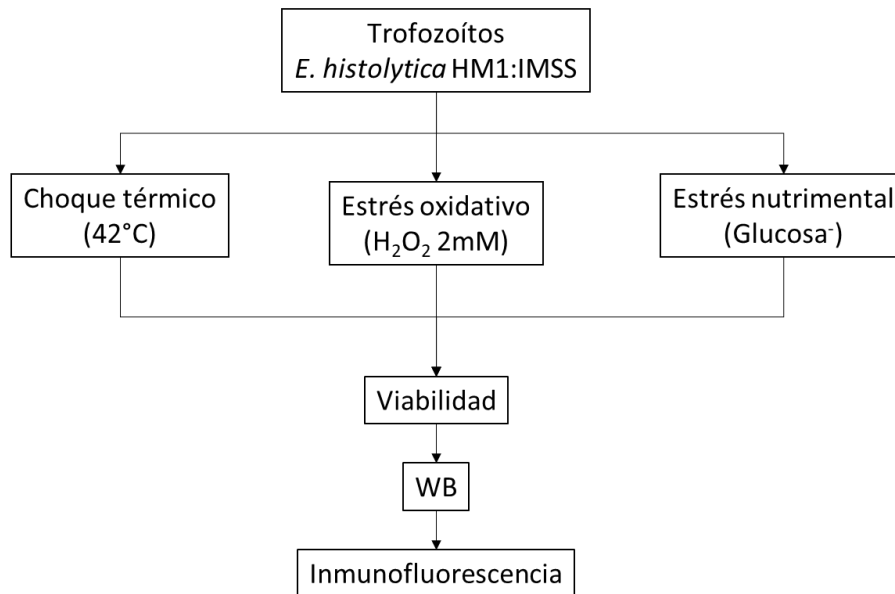 Trofozoítos
E. histolytica HM1:IMSS
Choque térmico
(42°C)
Estrés oxidativo
(H₂O₂ 2mM)
Estrés nutrimental
(Glucosa⁻)
Viabilidad
WB
Inmunofluorescencia